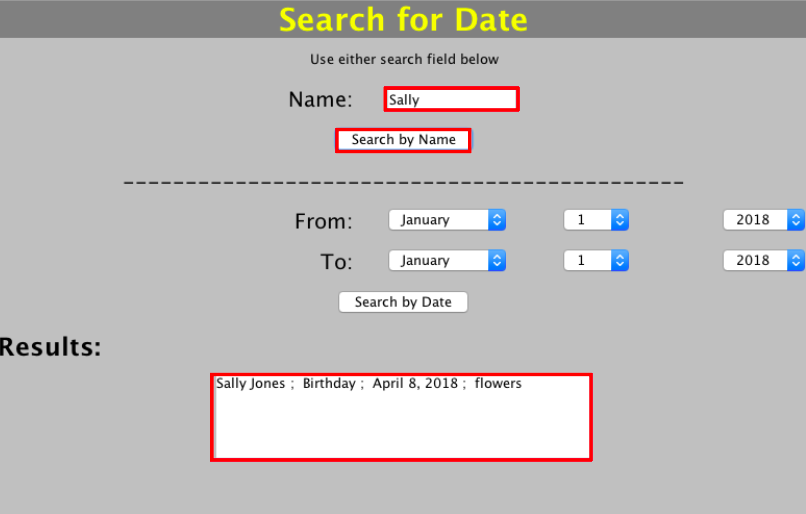 Search for Date
Use either search field below
Name: Sally
Search by Name
--------------------------------------------
From: January 1 2018
To: January 1 2018
Search by Date
Results:
Sally Jones ; Birthday ; April 8, 2018 ; flowers